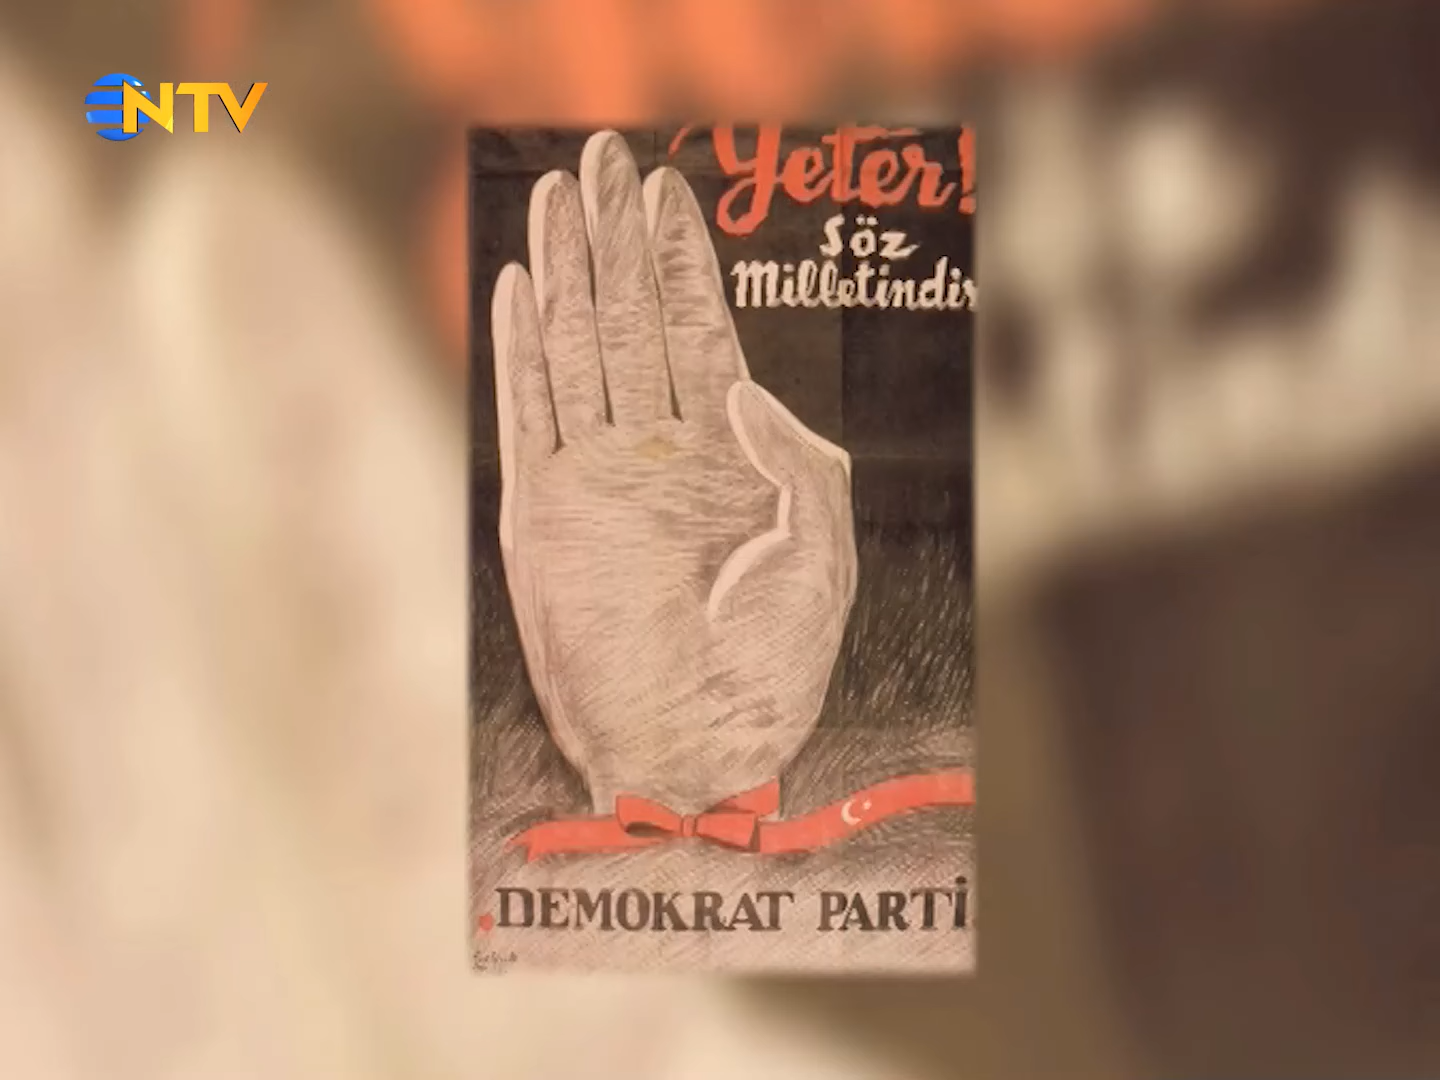 NTV
Yeter!
Söz
Milletindir
DEMOKRAT PARTİ